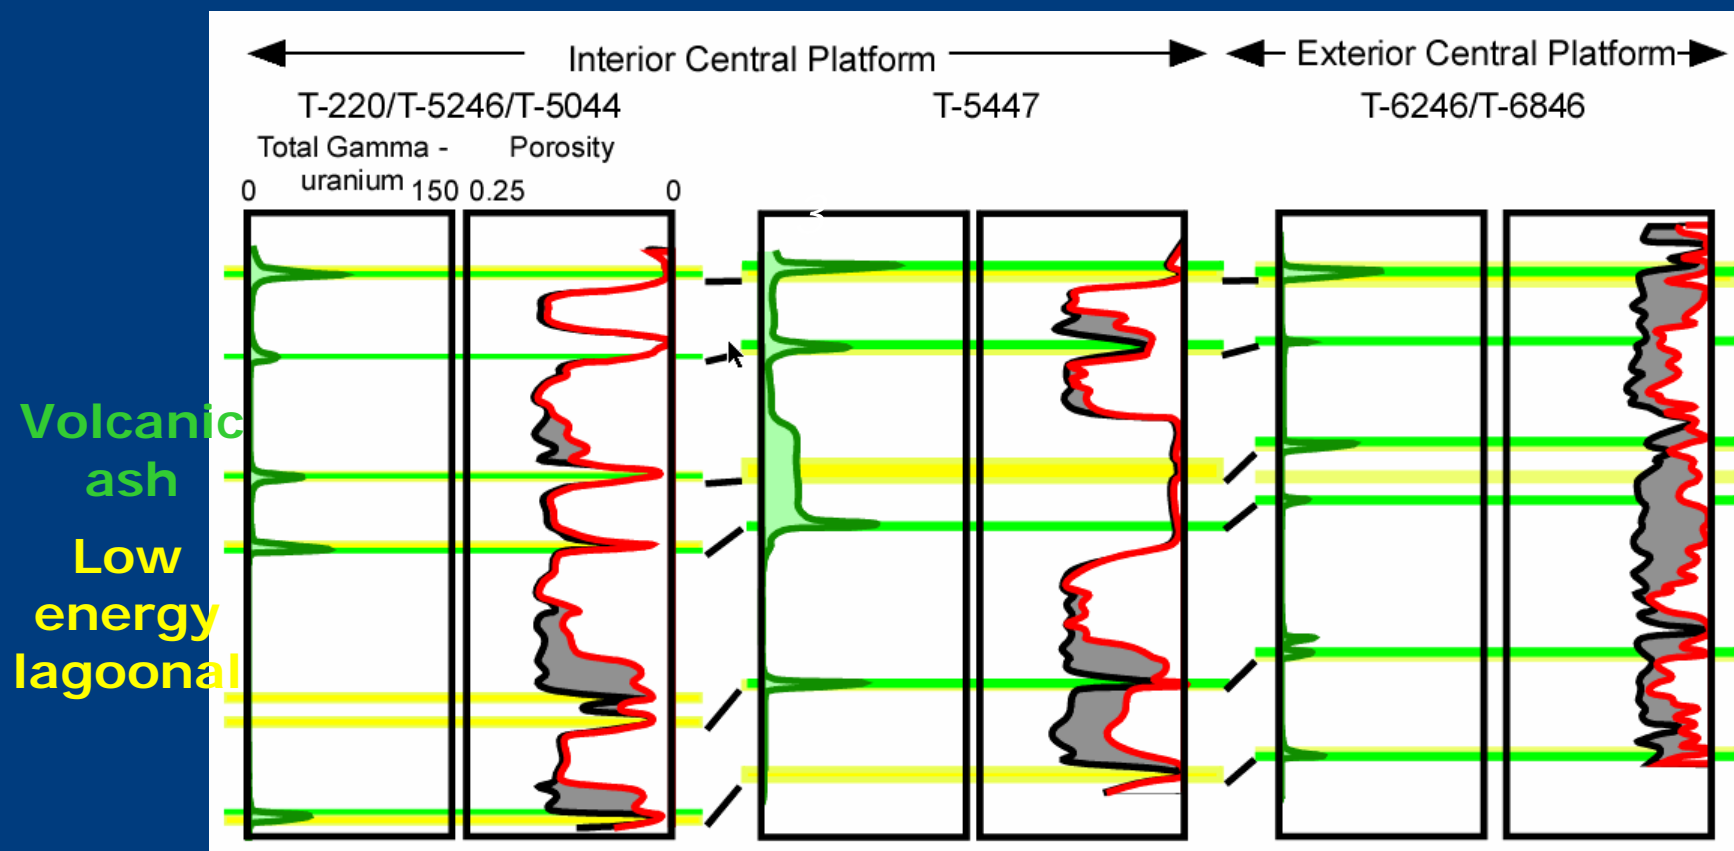 Interior Central Platform
Exterior Central Platform
T-220/T-5246/T-5044
T-5447
T-6246/T-6846
Total Gamma -
uranium
Porosity
0
150
0.25
0
Volcanic
ash
Low
energy
lagoonal